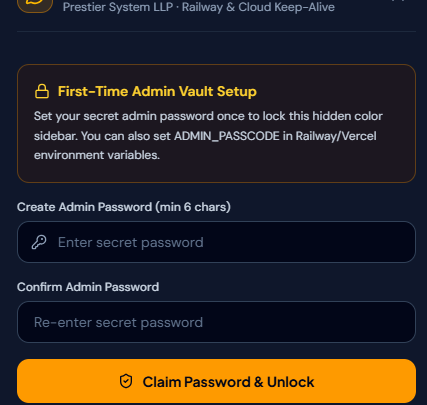 Prestier System LLP · Railway & Cloud Keep-Alive
First-Time Admin Vault Setup
Set your secret admin password once to lock this hidden color
sidebar. You can also set ADMIN_PASSCODE in Railway/Vercel
environment variables.
Create Admin Password (min 6 chars)
Enter secret password
Confirm Admin Password
Re-enter secret password
Claim Password & Unlock